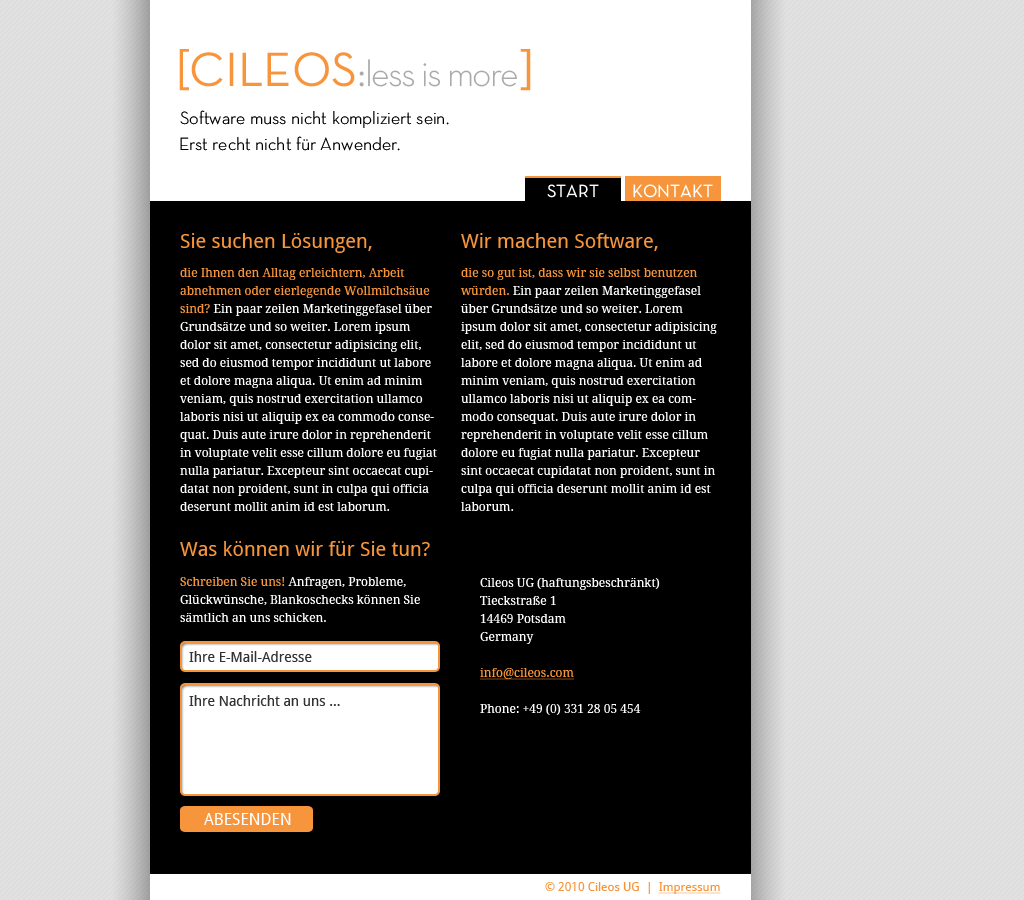 [CILEOS:less is more]
Software muss nicht kompliziert sein.
Erst recht nicht für Anwender.
START
KONTAKT
Sie suchen Lösungen,
die Ihnen den Alltag erleichtern, Arbeit
abnehmen oder eierlegende Wollmilchsäue
sind? Ein paar zeilen Marketinggefasel über
Grundsätze und so weiter. Lorem ipsum
dolor sit amet, consectetur adipisicing elit,
sed do eiusmod tempor incididunt ut labore
et dolore magna aliqua. Ut enim ad minim
veniam, quis nostrud exercitation ullamco
laboris nisi ut aliquip ex ea commodo conse-
quat. Duis aute irure dolor in reprehenderit
in voluptate velit esse cillum dolore eu fugiat
nulla pariatur. Excepteur sint occaecat cupi-
datat non proident, sunt in culpa qui officia
deserunt mollit anim id est laborum.
Wir machen Software,
die so gut ist, dass wir sie selbst benutzen
würden. Ein paar zeilen Marketinggefasel
über Grundsätze und so weiter. Lorem
ipsum dolor sit amet, consectetur adipisicing
elit, sed do eiusmod tempor incididunt ut
labore et dolore magna aliqua. Ut enim ad
minim veniam, quis nostrud exercitation
ullamco laboris nisi ut aliquip ex ea com-
modo consequat. Duis aute irure dolor in
reprehenderit in voluptate velit esse cillum
dolore eu fugiat nulla pariatur. Excepteur
sint occaecat cupidatat non proident, sunt in
culpa qui officia deserunt mollit anim id est
laborum.
Was können wir für Sie tun?
Schreiben Sie uns! Anfragen, Probleme,
Glückwünsche, Blankoschecks können Sie
sämtlich an uns schicken.
Ihre E-Mail-Adresse
Ihre Nachricht an uns ...
ABESENDEN
Cileos UG (haftungsbeschränkt)
Tieckstraße 1
14469 Potsdam
Germany
info@cileos.com
Phone: +49 (0) 331 28 05 454
© 2010 Cileos UG | Impressum